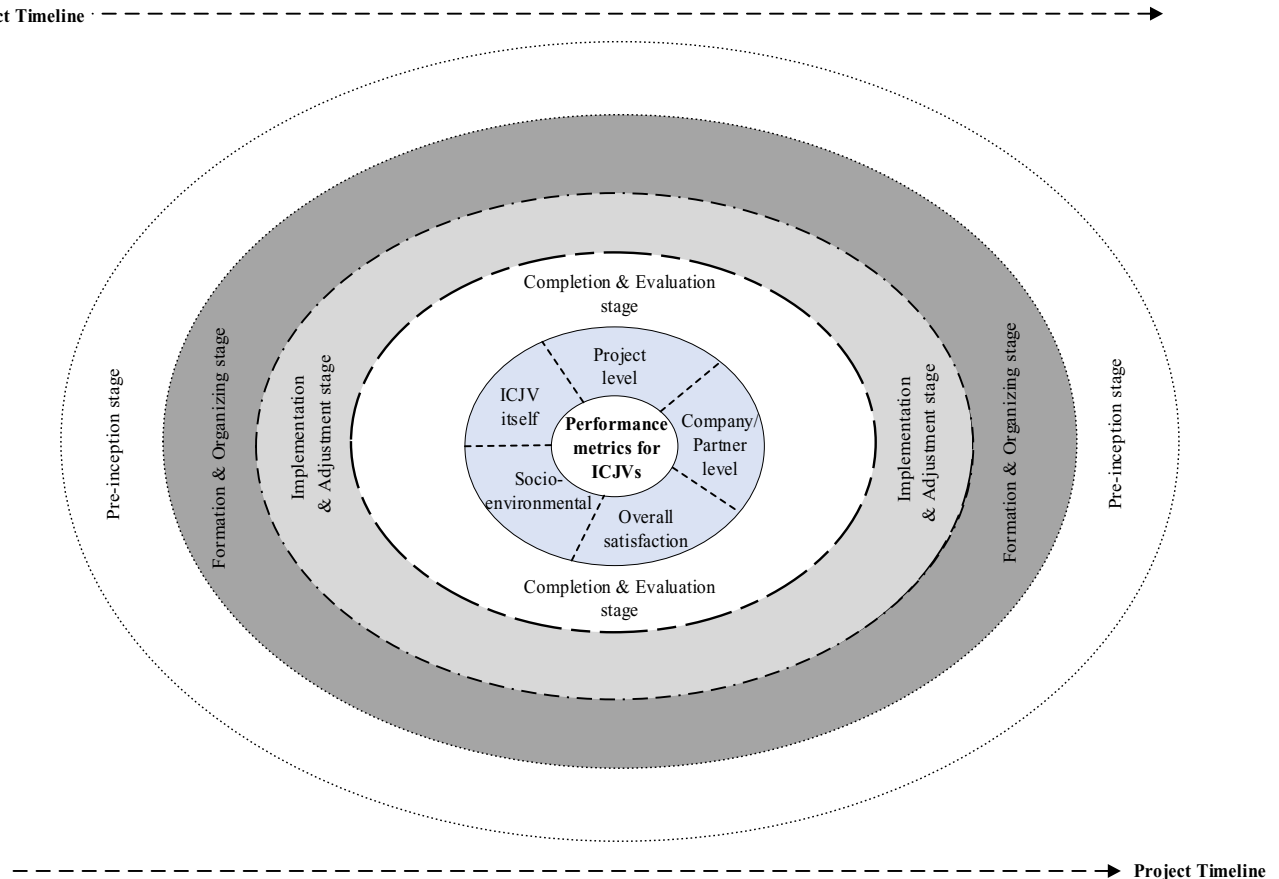 ct Timeline
Completion & Evaluation
stage
Project
level
ICJV
itself
Company/
Partner
level
Performance
metrics for
ICJVs
Socio-
environmental
Overall
satisfaction
Completion & Evaluation
stage
Pre-inception stage
Formation & Organizing stage
Implementation
& Adjustment stage
Implementation
& Adjustment stage
Formation & Organizing stage
Pre-inception stage
Project Timeline